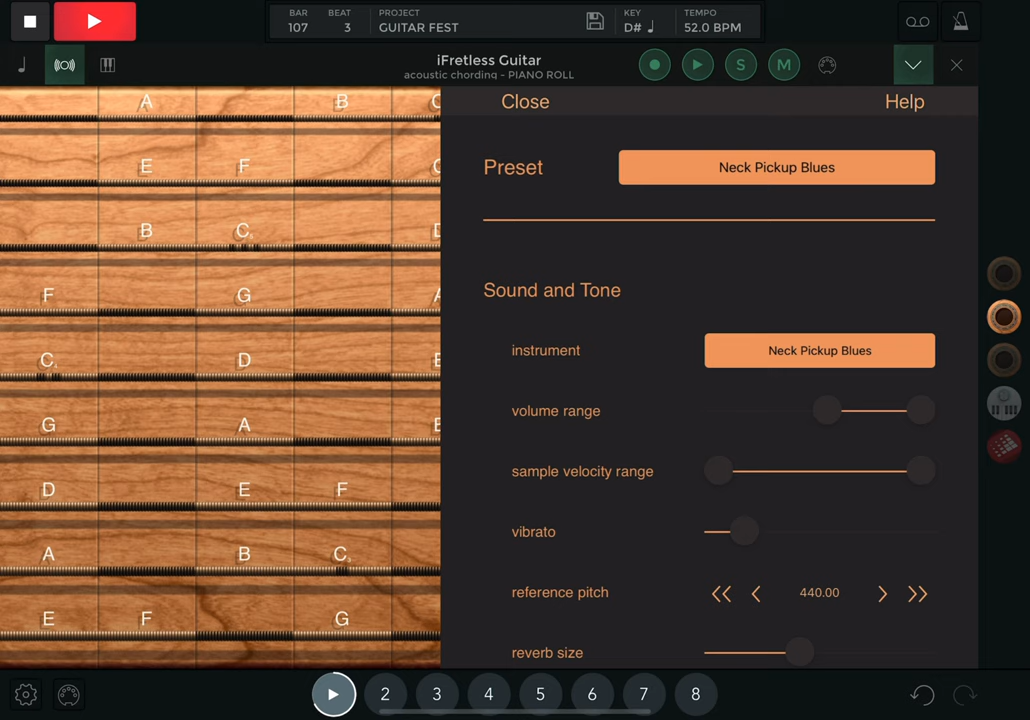 BAR BEAT PROJECT KEY TEMPO
107 3 GUITAR FEST D# ♩ 52.0 BPM
iFretless Guitar
acoustic chording - PIANO ROLL
S M
Close Help
Preset Neck Pickup Blues
Sound and Tone
instrument Neck Pickup Blues
volume range
sample velocity range
vibrato
reference pitch 440.00
reverb size
A B C
E F C
B C D
F G A
C D E
G A E
D E F
A B C
E F G
2 3 4 5 6 7 8